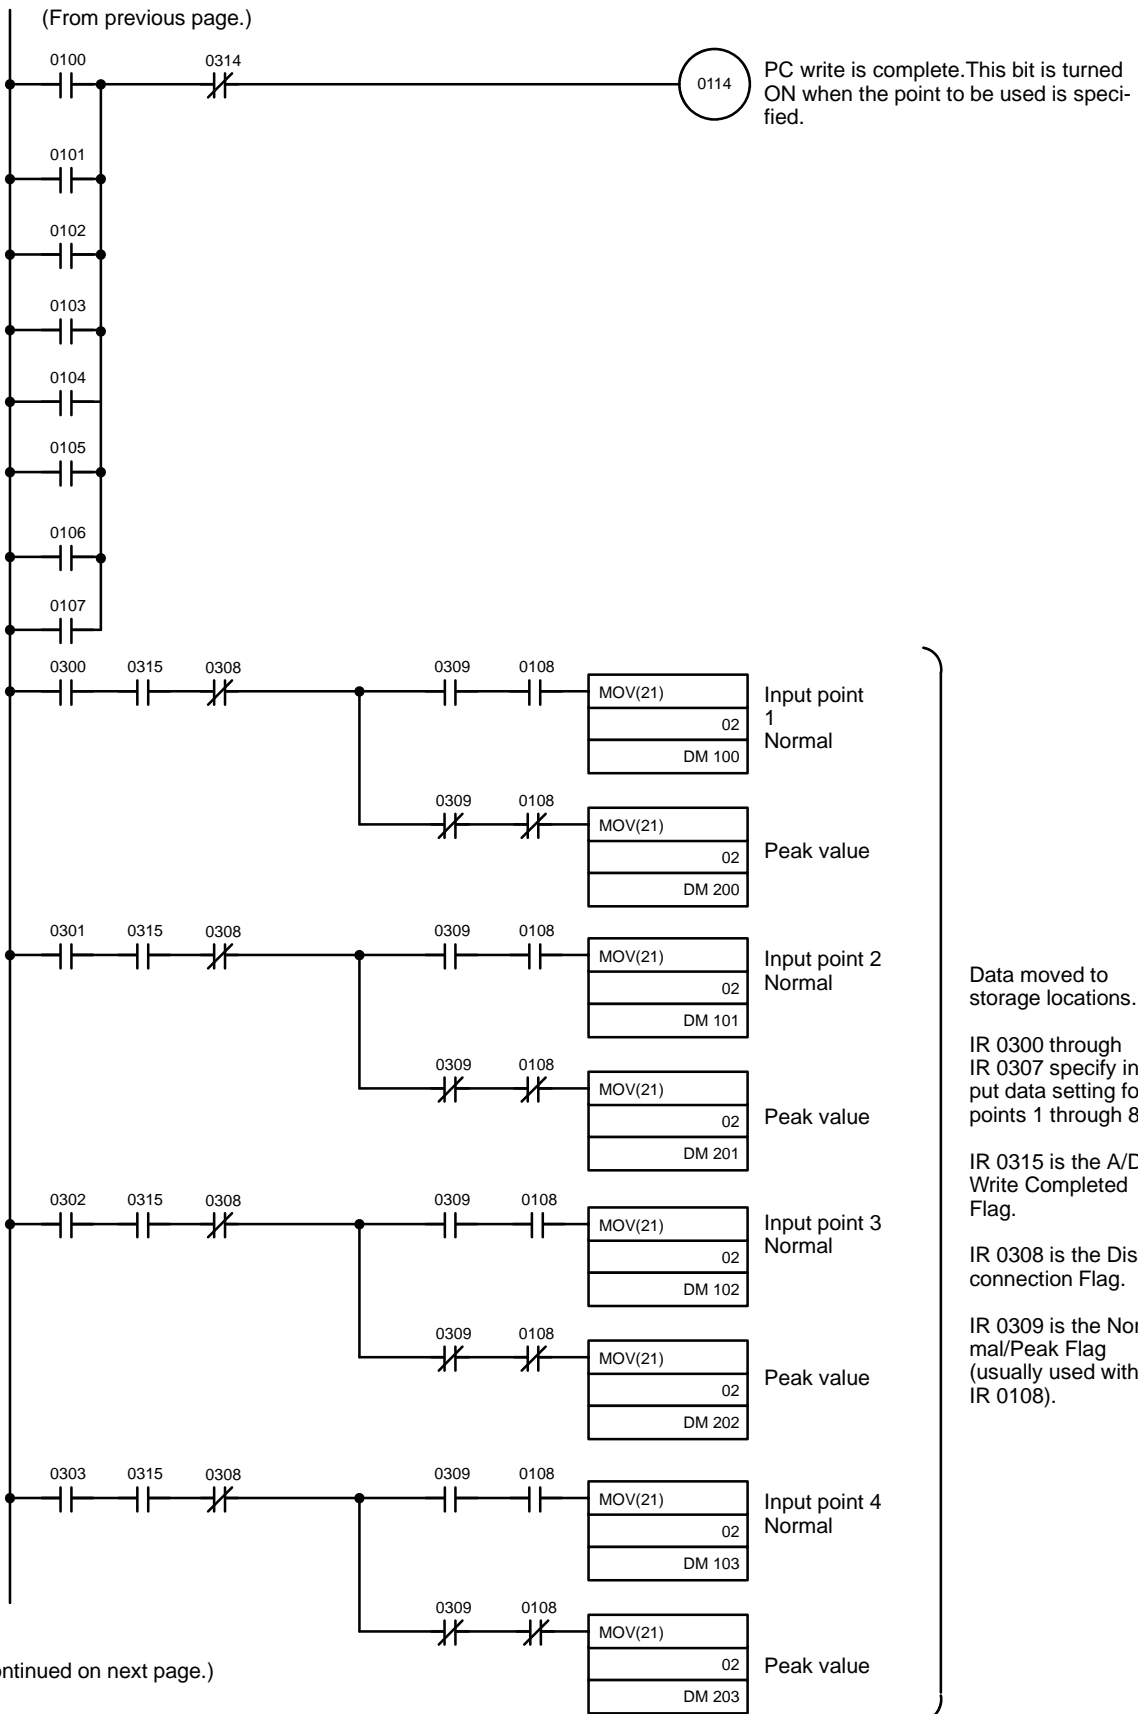 (From previous page.)
0100 0314
0114
PC write is complete.This bit is turned
ON when the point to be used is speci-
fied.
0101
0102
0103
0104
0105
0106
0107
0300 0315 0308 0309 0108
MOV(21)
02
DM 100
Input point
1
Normal
0309 0108
MOV(21)
02
DM 200
Peak value
0301 0315 0308 0309 0108
MOV(21)
02
DM 101
Input point 2
Normal
0309 0108
MOV(21)
02
DM 201
Peak value
0302 0315 0308 0309 0108
MOV(21)
02
DM 102
Input point 3
Normal
0309 0108
MOV(21)
02
DM 202
Peak value
0303 0315 0308 0309 0108
MOV(21)
02
DM 103
Input point 4
Normal
0309 0108
MOV(21)
02
DM 203
Peak value
Data moved to
storage locations.
IR 0300 through
IR 0307 specify in
put data setting fo
points 1 through 8
IR 0315 is the A/D
Write Completed
Flag.
IR 0308 is the Dis
connection Flag.
IR 0309 is the Nor
mal/Peak Flag
(usually used with
IR 0108).
ontinued on next page.)